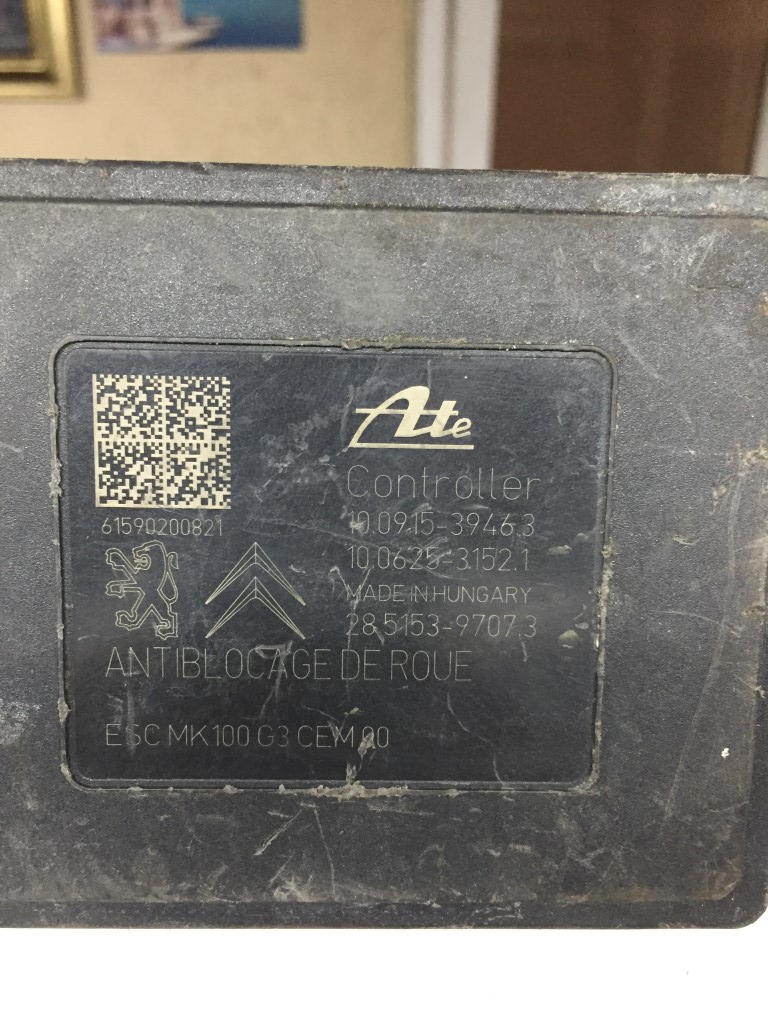 Ate
Controller
61590200821
10.0915-3946.3
10.0625-3152.1
MADE IN HUNGARY
28.5153-9707.3
ANTIBLOCAGE DE ROUE
ESC MK100 G3 CEM 00